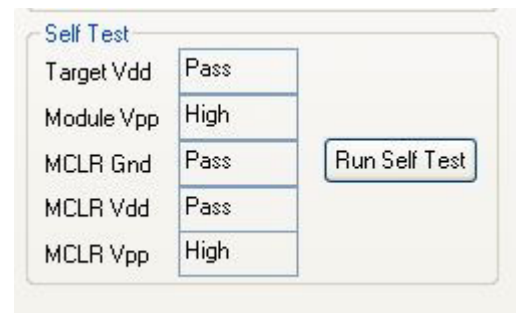 Self Test
Target Vdd Pass
Module Vpp High
MCLR Gnd Pass Run Self Test
MCLR Vdd Pass
MCLR Vpp High